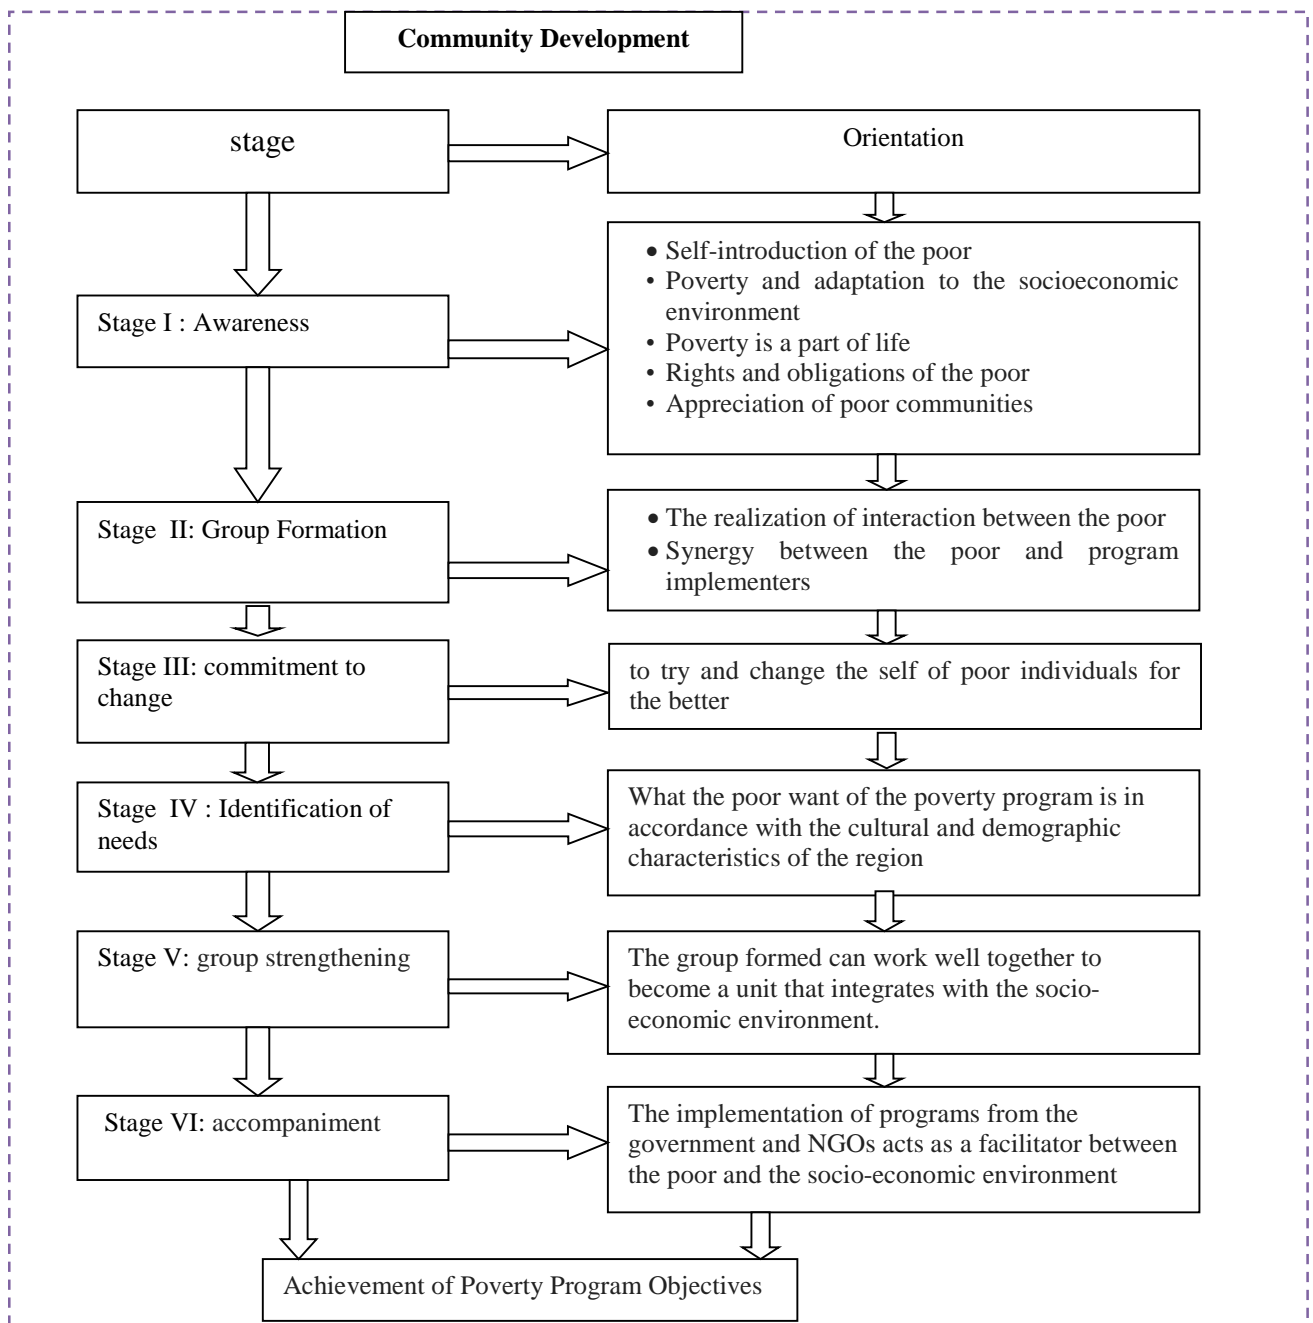 Community Development
stage
Orientation
• Self-introduction of the poor
• Poverty and adaptation to the socioeconomic
environment
• Poverty is a part of life
• Rights and obligations of the poor
• Appreciation of poor communities
Stage I : Awareness
Stage II: Group Formation
• The realization of interaction between the poor
• Synergy between the poor and program
implementers
Stage III: commitment to
change
to try and change the self of poor individuals for
the better
Stage IV : Identification of
needs
What the poor want of the poverty program is in
accordance with the cultural and demographic
characteristics of the region
Stage V: group strengthening
The group formed can work well together to
become a unit that integrates with the socio-
economic environment.
Stage VI: accompaniment
The implementation of programs from the
government and NGOs acts as a facilitator between
the poor and the socio-economic environment
Achievement of Poverty Program Objectives